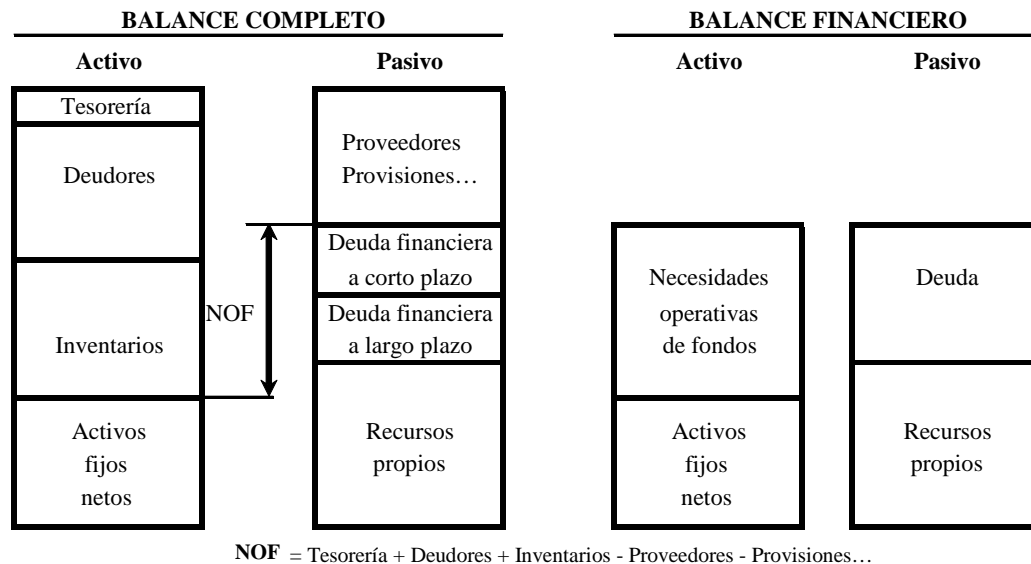 BALANCE COMPLETO
Activo
Pasivo
Tesorería
Deudores
Inventarios
Activos
fijos
netos
NOF
Proveedores
Provisiones…
Deuda financiera
a corto plazo
Deuda financiera
a largo plazo
Recursos
propios
BALANCE FINANCIERO
Activo
Pasivo
Necesidades
operativas
de fondos
Activos
fijos
netos
Deuda
Recursos
propios
NOF = Tesorería + Deudores + Inventarios - Proveedores - Provisiones…